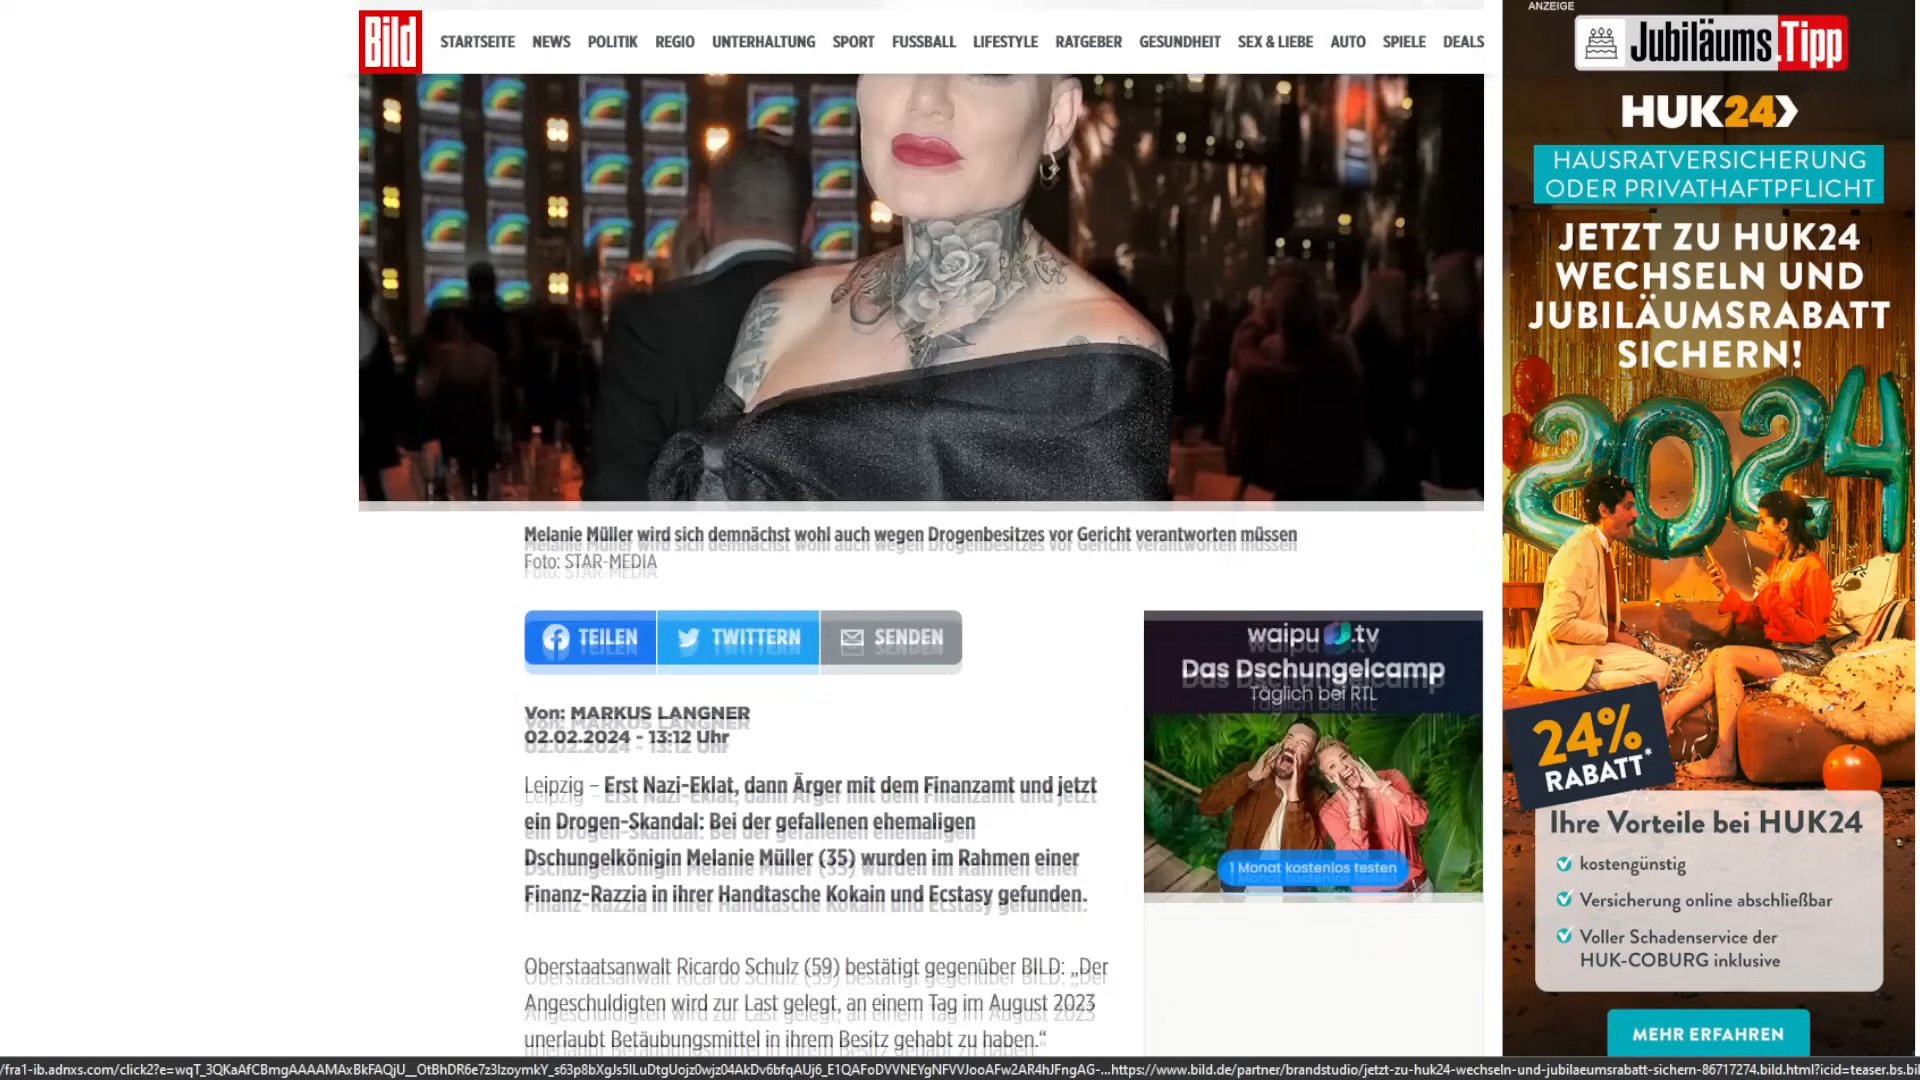 Bild
STARTSEITE NEWS POLITIK REGIO UNTERHALTUNG SPORT FUSSBALL LIFESTYLE RATGEBER GESUNDHEIT SEX & LIEBE AUTO SPIELE DEALS
Melanie Müller wird sich demnächst wohl auch wegen Drogenbesitzes vor Gericht verantworten müssen
Foto: STAR-MEDIA
TEILEN TWITTERN SENDEN
Von: MARKUS LANGNER
02.02.2024 - 13:12 Uhr
Leipzig – Erst Nazi-Eklat, dann Ärger mit dem Finanzamt und jetzt
ein Drogen-Skandal: Bei der gefallenen ehemaligen
Dschungelkönigin Melanie Müller (35) wurden im Rahmen einer
Finanz-Razzia in ihrer Handtasche Kokain und Ecstasy gefunden.
Oberstaatsanwalt Ricardo Schulz (59) bestätigt gegenüber BILD: „Der
Angeschuldigten wird zur Last gelegt, an einem Tag im August 2023
unerlaubt Betäubungsmittel in ihrem Besitz gehabt zu haben.“
waipu.tv
Das Dschungelcamp
Täglich bei RTL
1 Monat kostenlos testen
ANZEIGE
Jubiläums.Tipp
HUK24
HAUSRATVERSICHERUNG
ODER PRIVATHAFTPFLICHT
JETZT ZU HUK24
WECHSELN UND
JUBILÄUMSRABATT
SICHERN!
2024
24%
RABATT*
Ihre Vorteile bei HUK24
kostengünstig
Versicherung online abschließbar
Voller Schadenservice der
HUK-COBURG inklusive
MEHR ERFAHREN